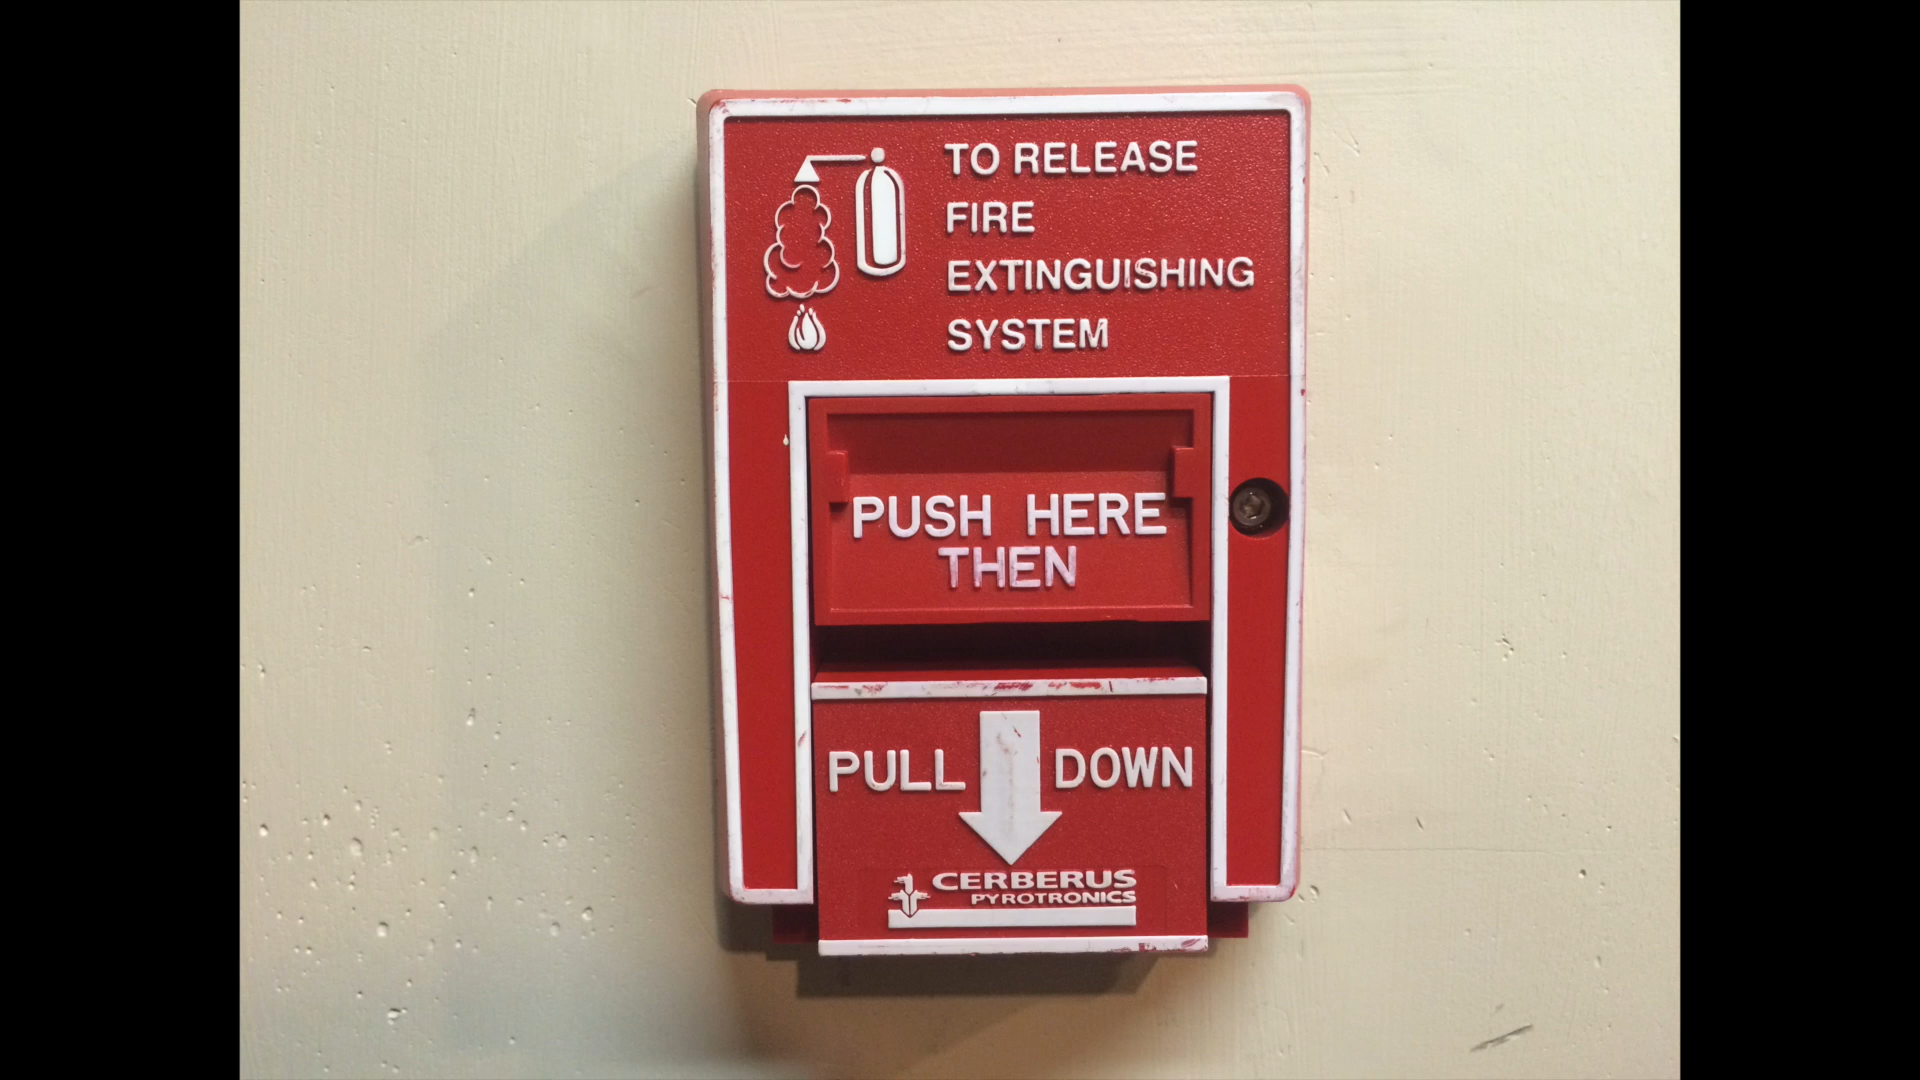 TO RELEASE
FIRE
EXTINGUISHING
SYSTEM
PUSH HERE
THEN
PULL DOWN
CERBERUS
PYROTRONICS